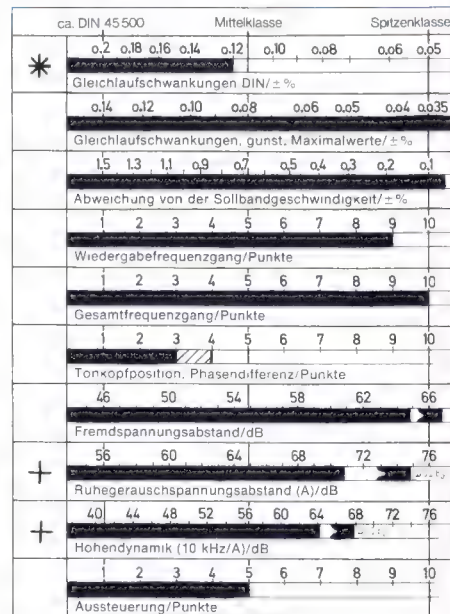 ca. DIN 45 500 Mittelklasse Spitzenklasse
0,2 0,18 0,16 0,14 0,12 0,10 0,08 0,06 0,05
* Gleichlaufschwankungen DIN/±%
0,14 0,12 0,10 0,08 0,06 0,05 0,04 0,035
Gleichlaufschwankungen, gunst. Maximalwerte/±%
1,5 1,3 1,1 0,9 0,7 0,5 0,4 0,3 0,2 0,1
Abweichung von der Sollbandgeschwindigkeit/±%
1 2 3 4 5 6 7 8 9 10
Wiedergabefrequenzgang/Punkte
1 2 3 4 5 6 7 8 9 10
Gesamtfrequenzgang/Punkte
1 2 3 4 5 6 7 8 9 10
Tonkopfposition, Phasendifferenz/Punkte
46 50 54 58 62 66
Fremdspannungsabstand/dB
56 60 64 68 72 76
+ Ruhegerauschspannungsabstand (A)/dB
40 44 48 52 56 60 64 68 72 76
+ Hohendynamik (10 kHz/A)/dB
1 2 3 4 5 6 7 8 9 10
Aussteuerung/Punkte